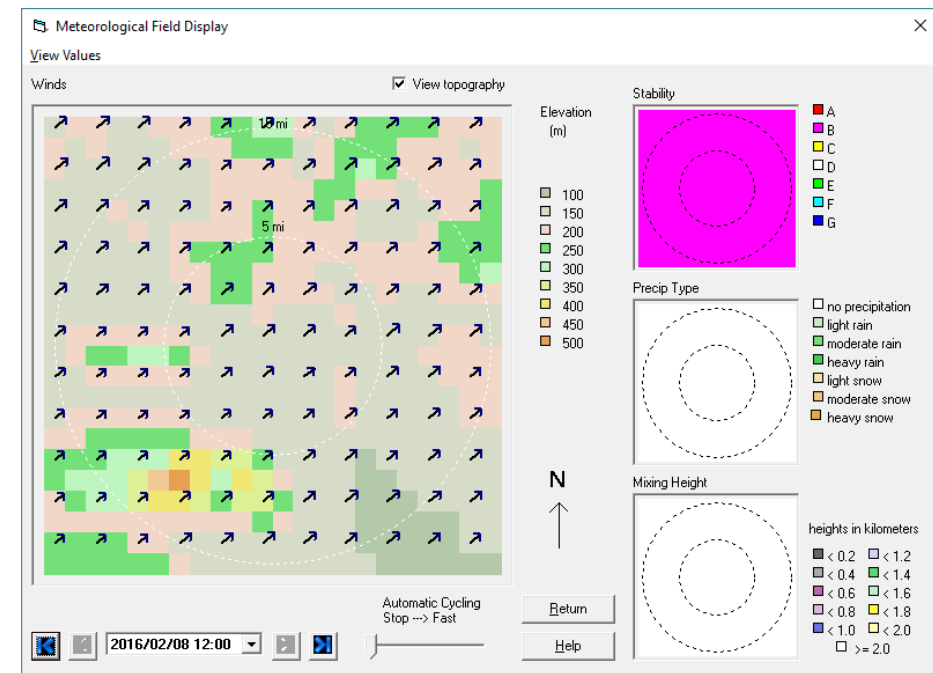 Meteorological Field Display
View Values
Winds
View topography
10 mi
5 mi
Elevation
(m)
100
150
200
250
300
350
400
450
500
N
Stability
A
B
C
D
E
F
G
Precip Type
no precipitation
light rain
moderate rain
heavy rain
light snow
moderate snow
heavy snow
Mixing Height
heights in kilometers
< 0.2 < 1.2
< 0.4 < 1.4
< 0.6 < 1.6
< 0.8 < 1.8
< 1.0 < 2.0
>= 2.0
Automatic Cycling
Stop ---> Fast
2016/02/08 12:00
Return
Help